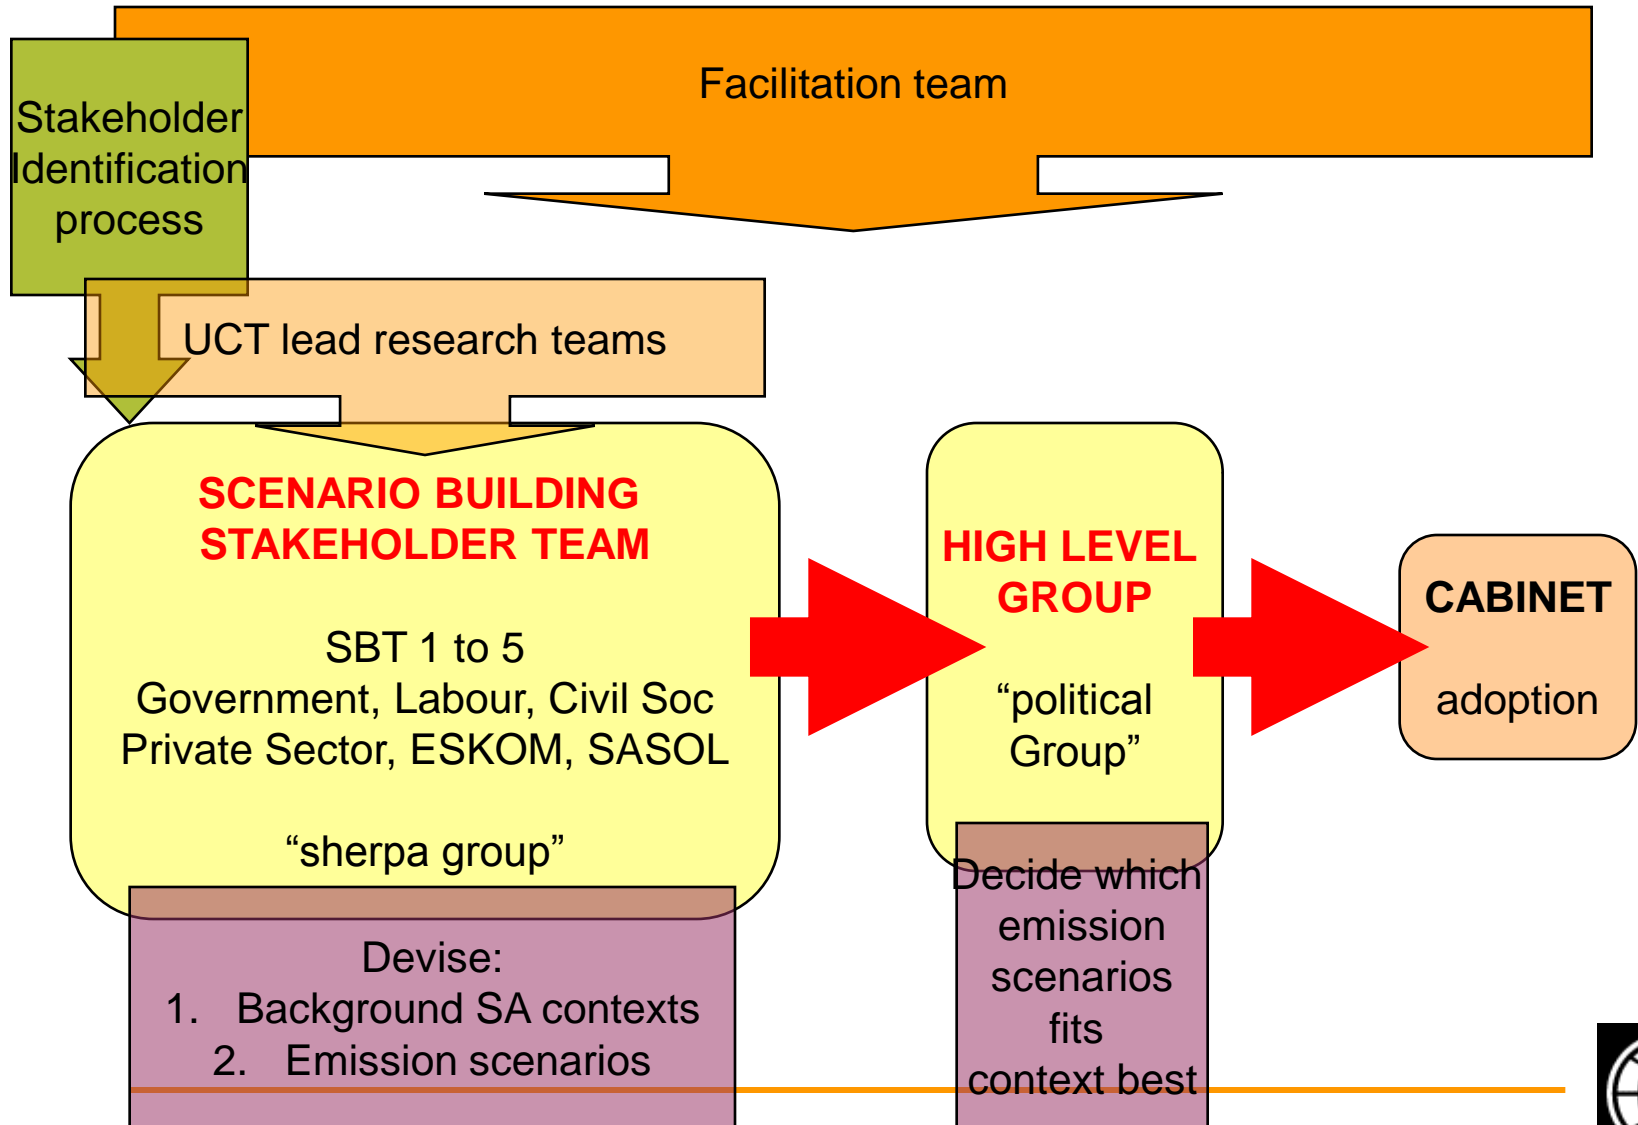 Facilitation team
Stakeholder
Identification
process
UCT lead research teams
SCENARIO BUILDING
STAKEHOLDER TEAM
SBT 1 to 5
Government, Labour, Civil Soc
Private Sector, ESKOM, SASOL
“sherpa group”
Devise:
1. Background SA contexts
2. Emission scenarios
HIGH LEVEL
GROUP
“political
Group”
Decide which
emission
scenarios
fits
context best
CABINET
adoption